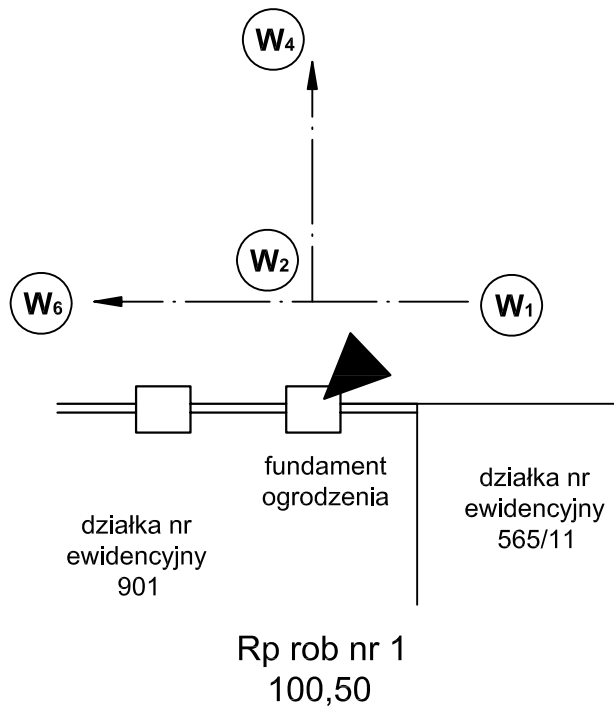 W4
W2
W6
W1
fundament
ogrodzenia
działka nr
ewidencyjny
565/11
działka nr
ewidencyjny
901
Rp rob nr 1
100,50